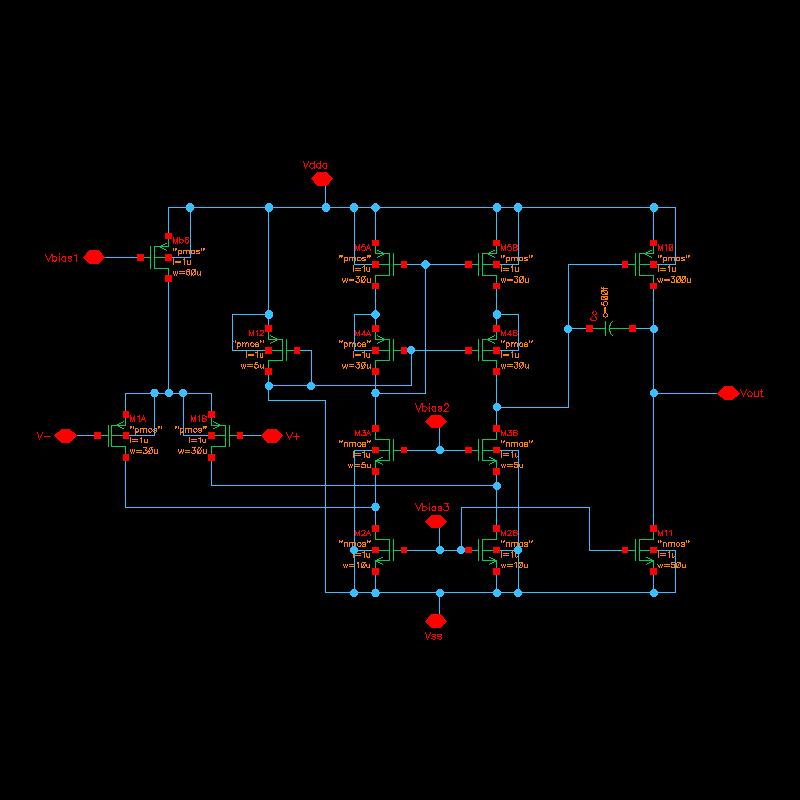 Vdda
M5B
"pmos"
l=1u
w=60u
Vbias1
M5A
"pmos"
l=1u
w=30u
M5B
"pmos"
l=1u
w=30u
M10
"pmos"
l=1u
w=300u
Cc
c=500f
M12
"pmos"
l=1u
w=5u
M4A
"pmos"
l=1u
w=30u
M4B
"pmos"
l=1u
w=30u
Vout
V-
M1A
"pmos"
l=1u
w=30u
M1B
"pmos"
l=1u
w=30u
V+
Vbias2
M3A
"nmos"
l=1u
w=5u
M3B
"nmos"
l=1u
w=5u
Vbias3
M2A
"nmos"
l=1u
w=10u
M2B
"nmos"
l=1u
w=10u
M11
"nmos"
l=1u
w=50u
Vss